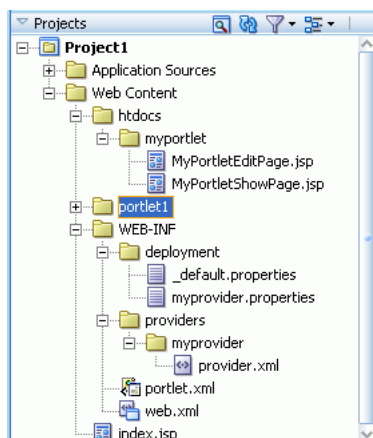 Projects
Project1
Application Sources
Web Content
htdocs
myportlet
MyPortletEditPage.jsp
MyPortletShowPage.jsp
portlet1
WEB-INF
deployment
_default.properties
myprovider.properties
providers
myprovider
provider.xml
portlet.xml
web.xml
index.jsp